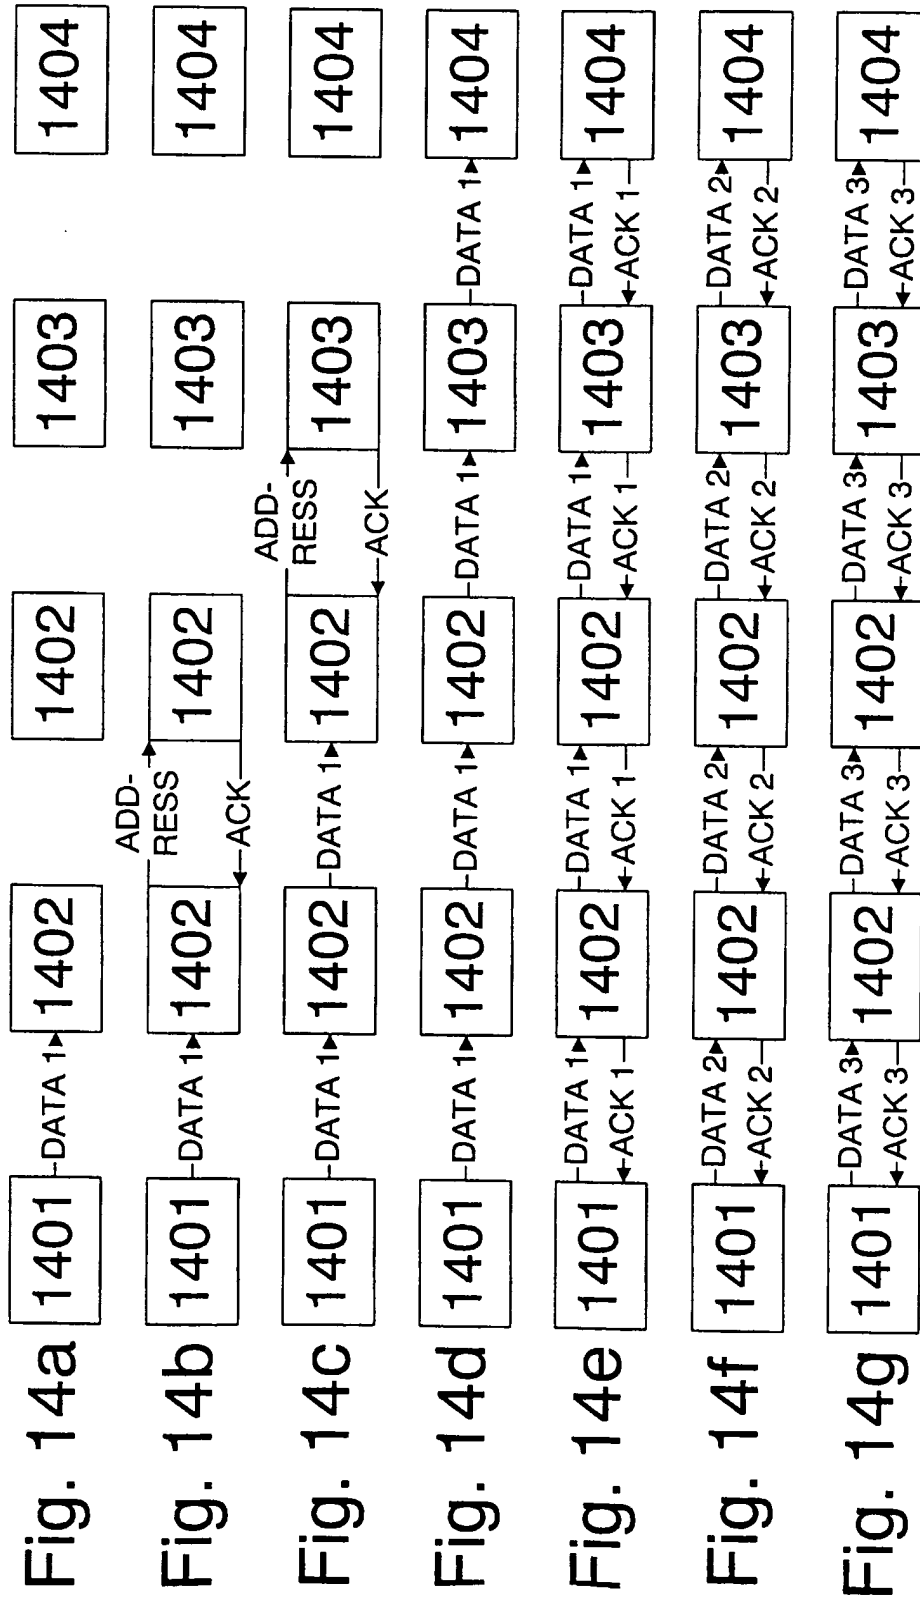 Fig. 14a 1401 DATA 1 1402 1402 1403 1404
Fig. 14b 1401 DATA 1 1402 ADD-
RESS ACK 1402 1403 1404
Fig. 14c 1401 DATA 1 1402 DATA 1 1402 ADD-
RESS ACK 1403 1404
Fig. 14d 1401 DATA 1 1402 DATA 1 1402 DATA 1 1403 DATA 1 1404
Fig. 14e 1401 DATA 1 ACK 1 1402 DATA 1 ACK 1 1402 DATA 1 ACK 1 1403 DATA 1 ACK 1 1404
Fig. 14f 1401 DATA 2 ACK 2 1402 DATA 2 ACK 2 1402 DATA 2 ACK 2 1403 DATA 2 ACK 2 1404
Fig. 14g 1401 DATA 3 ACK 3 1402 DATA 3 ACK 3 1402 DATA 3 ACK 3 1403 DATA 3 ACK 3 1404